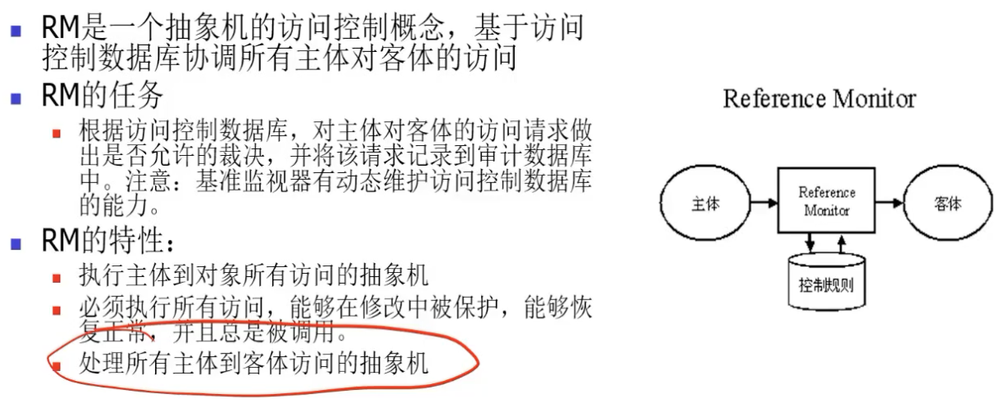 RM是一个抽象机的访问控制概念，基于访问
控制数据库协调所有主体对客体的访问
RM的任务
根据访问控制数据库，对主体对客体的访问请求做
出是否允许的裁决，并将该请求记录到审计数据库
中。注意：基准监视器有动态维护访问控制数据库
的能力。
RM的特性：
执行主体到对象所有访问的抽象机
必须执行所有访问，能够在修改中被保护，能够恢
复正常，并且总是被调用。
处理所有主体到客体访问的抽象机
Reference Monitor
主体
Reference
Monitor
客体
控制规则